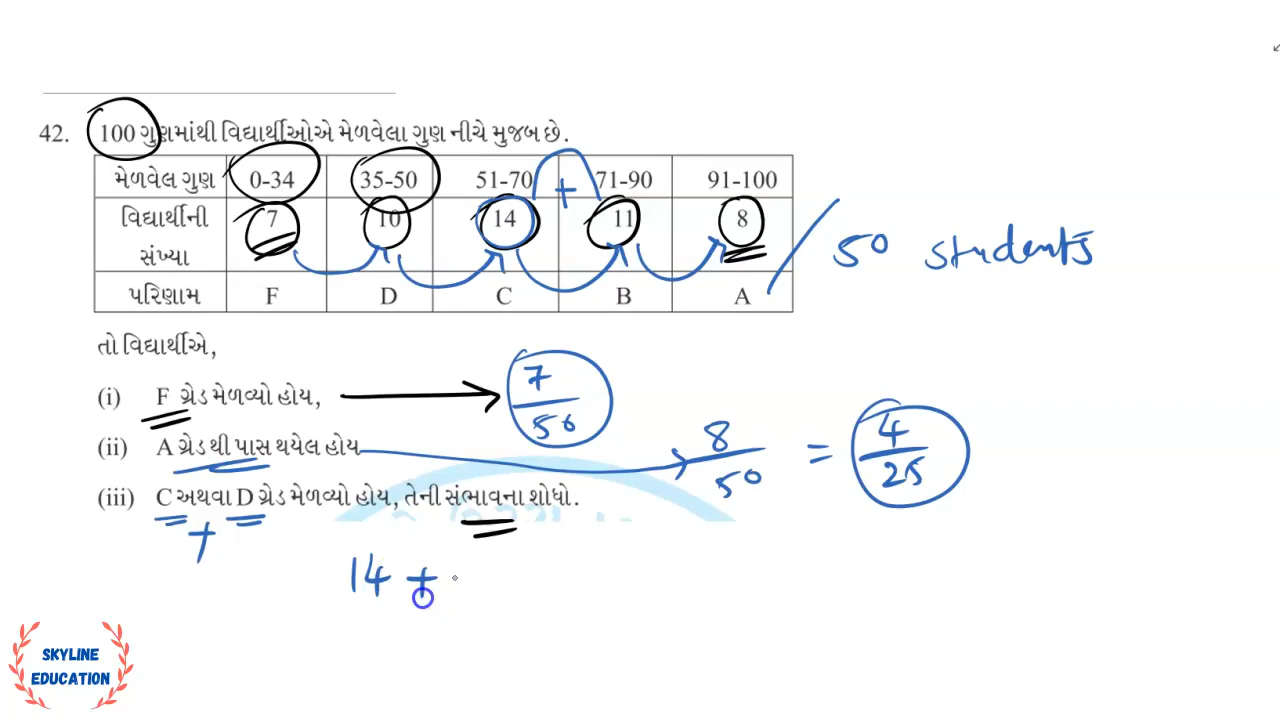 42. 100 ગુણમાંથી વિદ્યાર્થીઓએ મેળવેલા ગુણ નીચે મુજબ છે.
મેળવેલ ગુણ 0-34 35-50 51-70 71-90 91-100
વિદ્યાર્થીની સંખ્યા 7 10 14 11 8
પરિણામ F D C B A
+
50 students
તો વિદ્યાર્થીએ,
(i) F ગ્રેડ મેળવ્યો હોય, 7/50
(ii) A ગ્રેડ થી પાસ થયેલ હોય 8/50 = 4/25
(iii) C અથવા D ગ્રેડ મેળવ્યો હોય, તેની સંભાવના શોધો.
+
14 +
SKYLINE
EDUCATION